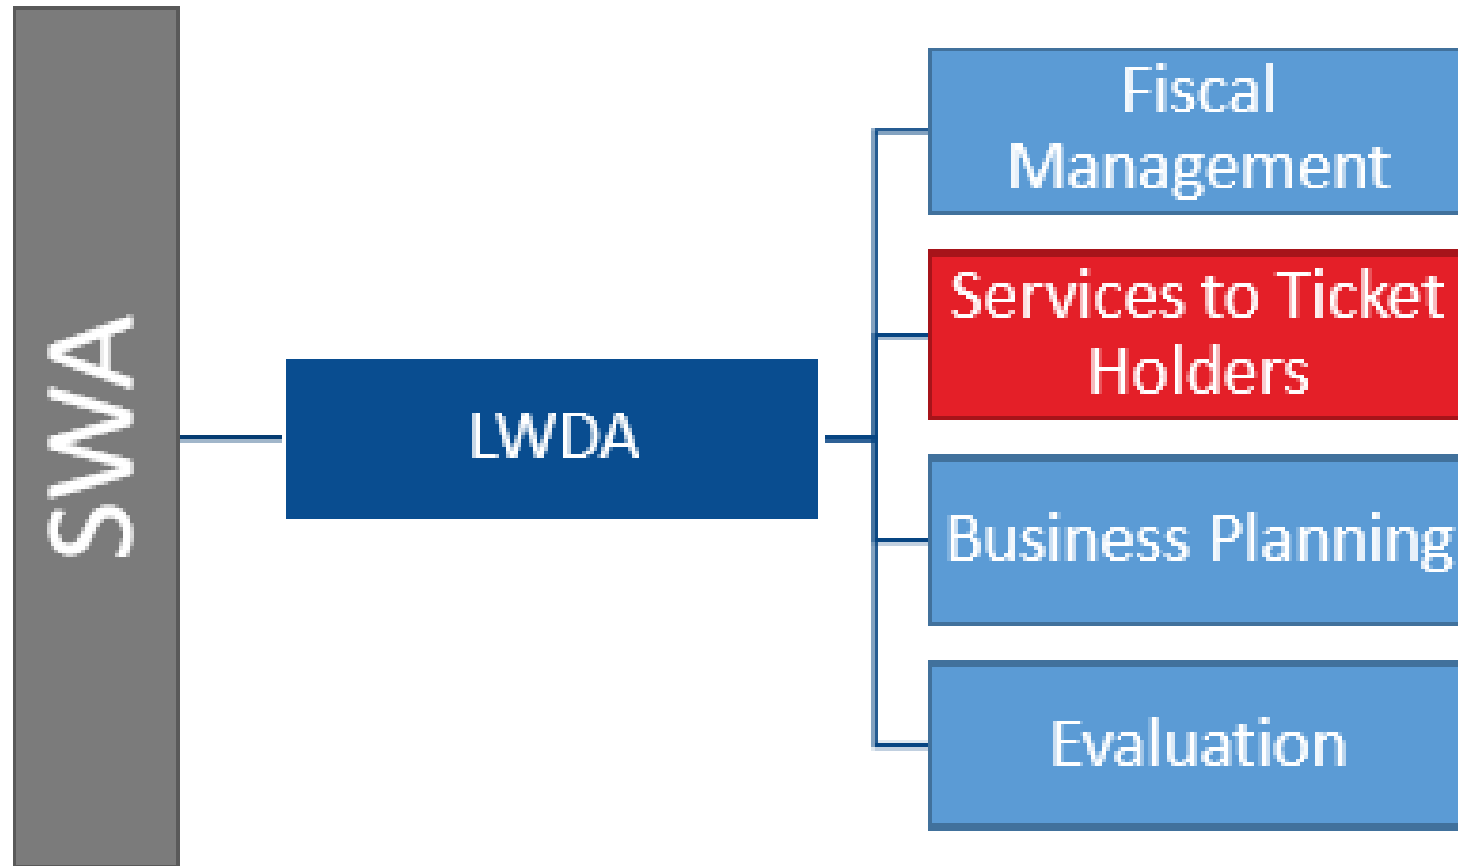 SWA
LWDA
Fiscal
Management
Services to Ticket
Holders
Business Planning
Evaluation